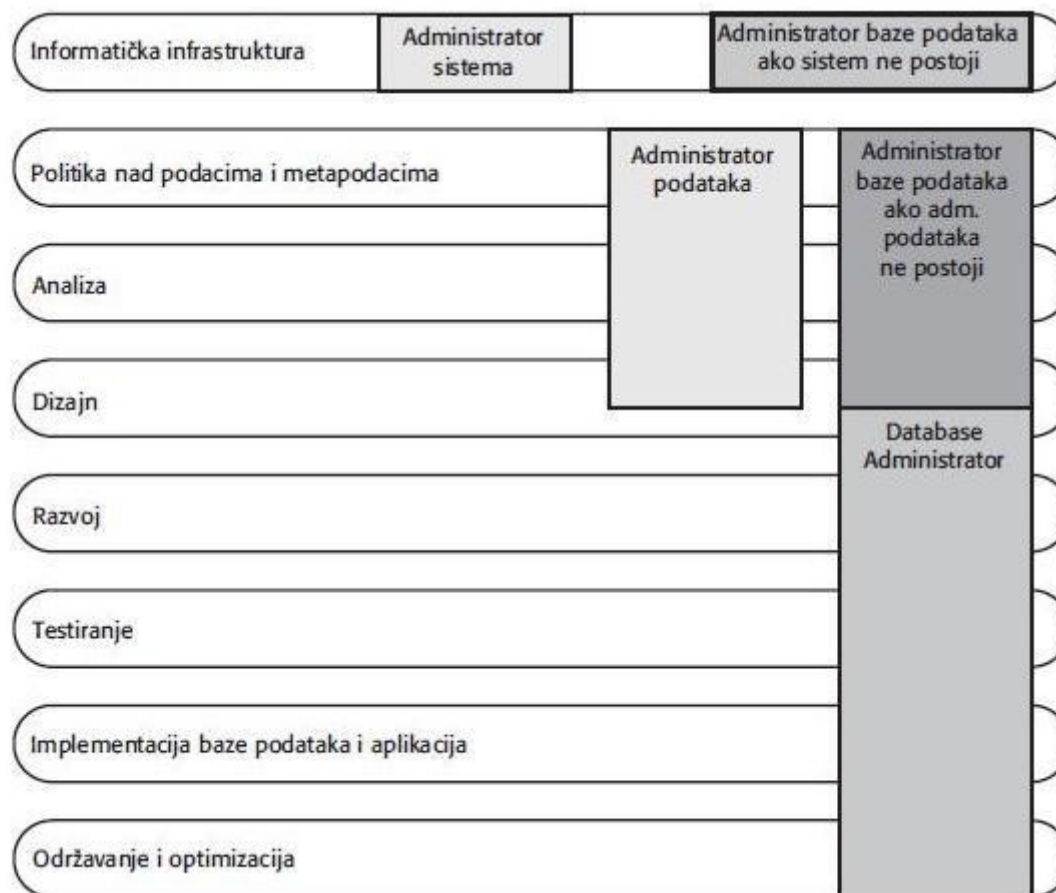 Informatička infrastruktura
Administrator
sistema
Administrator baze podataka
ako sistem ne postoji
Politika nad podacima i metapodacima
Administrator
podataka
Administrator
baze podataka
ako adm.
podataka
ne postoji
Analiza
Dizajn
Database
Administrator
Razvoj
Testiranje
Implementacija baze podataka i aplikacija
Održavanje i optimizacija